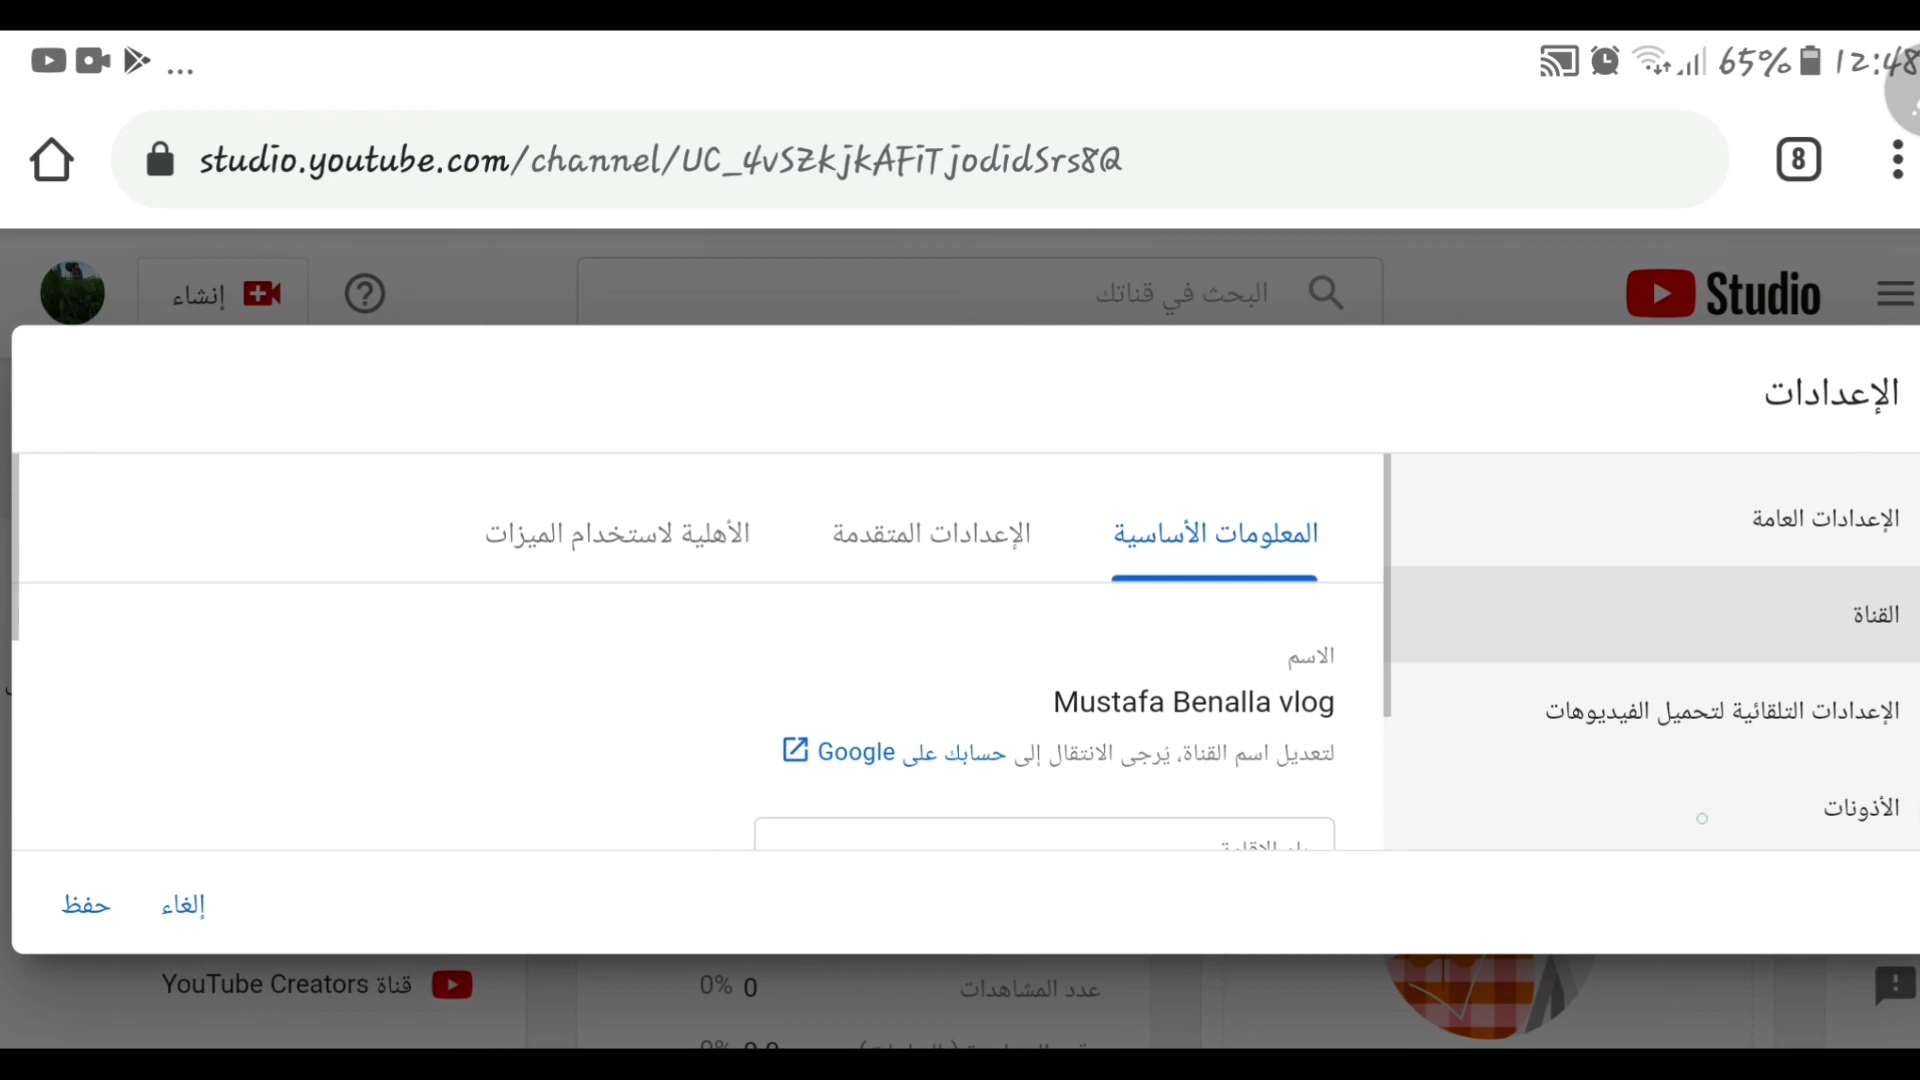 ... 65% 12:48
studio.youtube.com/channel/UC_4vSZkjkAFiTjodidSrs8Q 8
Studio
البحث في قناتك
إنشاء
الإعدادات
الإعدادات العامة
القناة
الإعدادات التلقائية لتحميل الفيديوهات
الأذونات
المعلومات الأساسية الإعدادات المتقدمة الأهلية لاستخدام الميزات
الاسم
Mustafa Benalla vlog
لتعديل اسم القناة، يُرجى الانتقال إلى حسابك على Google
إلغاء حفظ
عدد المشاهدات 0 0%
قناة YouTube Creators